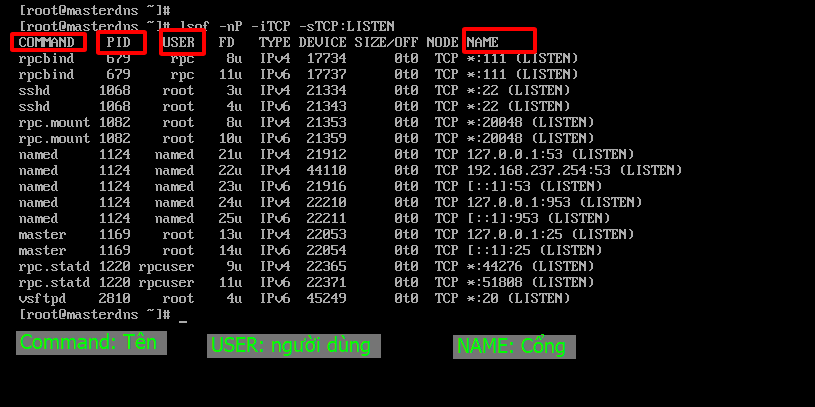 [root@masterdns ~]#
[root@masterdns ~]# lsof -nP -iTCP -sTCP:LISTEN
COMMAND PID USER FD TYPE DEVICE SIZE/OFF NODE NAME
rpcbind 679 rpc 8u IPv4 17734 0t0 TCP *:111 (LISTEN)
rpcbind 679 rpc 11u IPv6 17737 0t0 TCP *:111 (LISTEN)
sshd 1068 root 3u IPv4 21334 0t0 TCP *:22 (LISTEN)
sshd 1068 root 4u IPv6 21343 0t0 TCP *:22 (LISTEN)
rpc.mount 1082 root 8u IPv4 21353 0t0 TCP *:20048 (LISTEN)
rpc.mount 1082 root 10u IPv6 21359 0t0 TCP *:20048 (LISTEN)
named 1124 named 21u IPv4 21912 0t0 TCP 127.0.0.1:53 (LISTEN)
named 1124 named 22u IPv4 44110 0t0 TCP 192.168.237.254:53 (LISTEN)
named 1124 named 23u IPv6 21916 0t0 TCP [::1]:53 (LISTEN)
named 1124 named 24u IPv4 22210 0t0 TCP 127.0.0.1:953 (LISTEN)
named 1124 named 25u IPv6 22211 0t0 TCP [::1]:953 (LISTEN)
master 1169 root 13u IPv4 22053 0t0 TCP 127.0.0.1:25 (LISTEN)
master 1169 root 14u IPv6 22054 0t0 TCP [::1]:25 (LISTEN)
rpc.statd 1220 rpcuser 9u IPv4 22365 0t0 TCP *:44276 (LISTEN)
rpc.statd 1220 rpcuser 11u IPv6 22371 0t0 TCP *:51808 (LISTEN)
vsftpd 2810 root 4u IPv6 45249 0t0 TCP *:20 (LISTEN)
[root@masterdns ~]# _
Command: Tên USER: người dùng NAME: Cổng